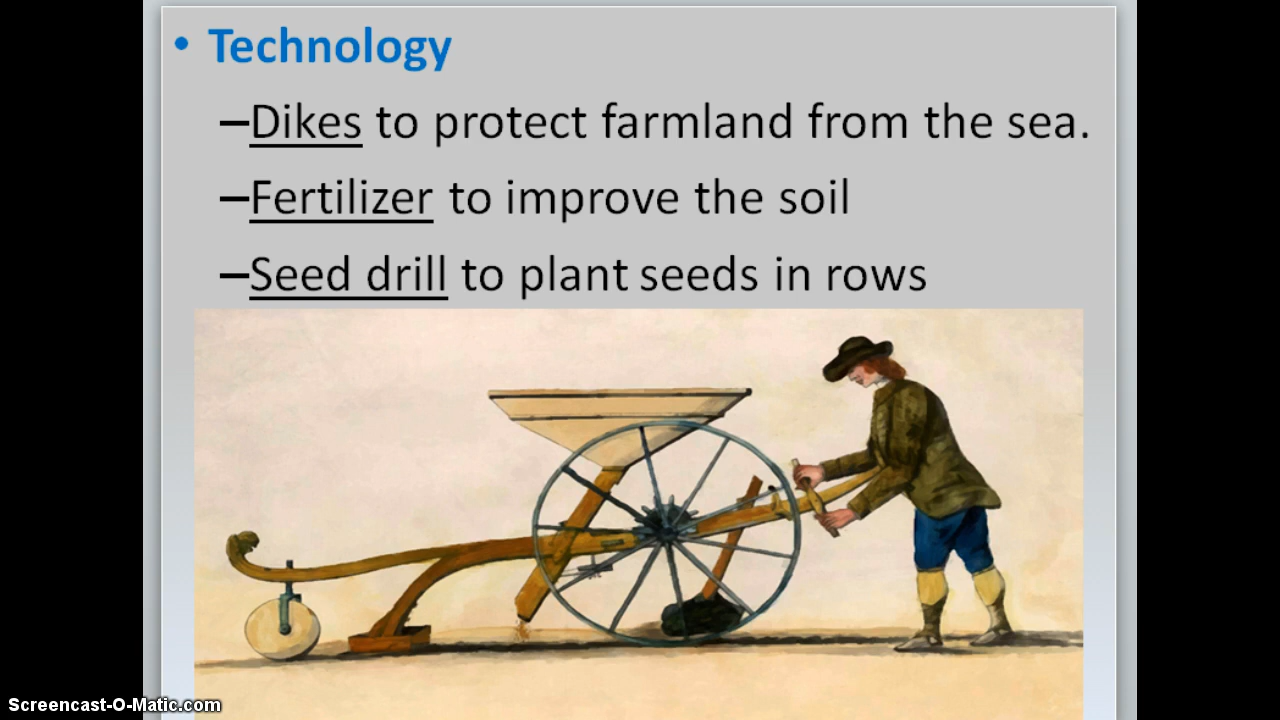 • Technology
–Dikes to protect farmland from the sea.
–Fertilizer to improve the soil
–Seed drill to plant seeds in rows
Screencast-O-Matic.com